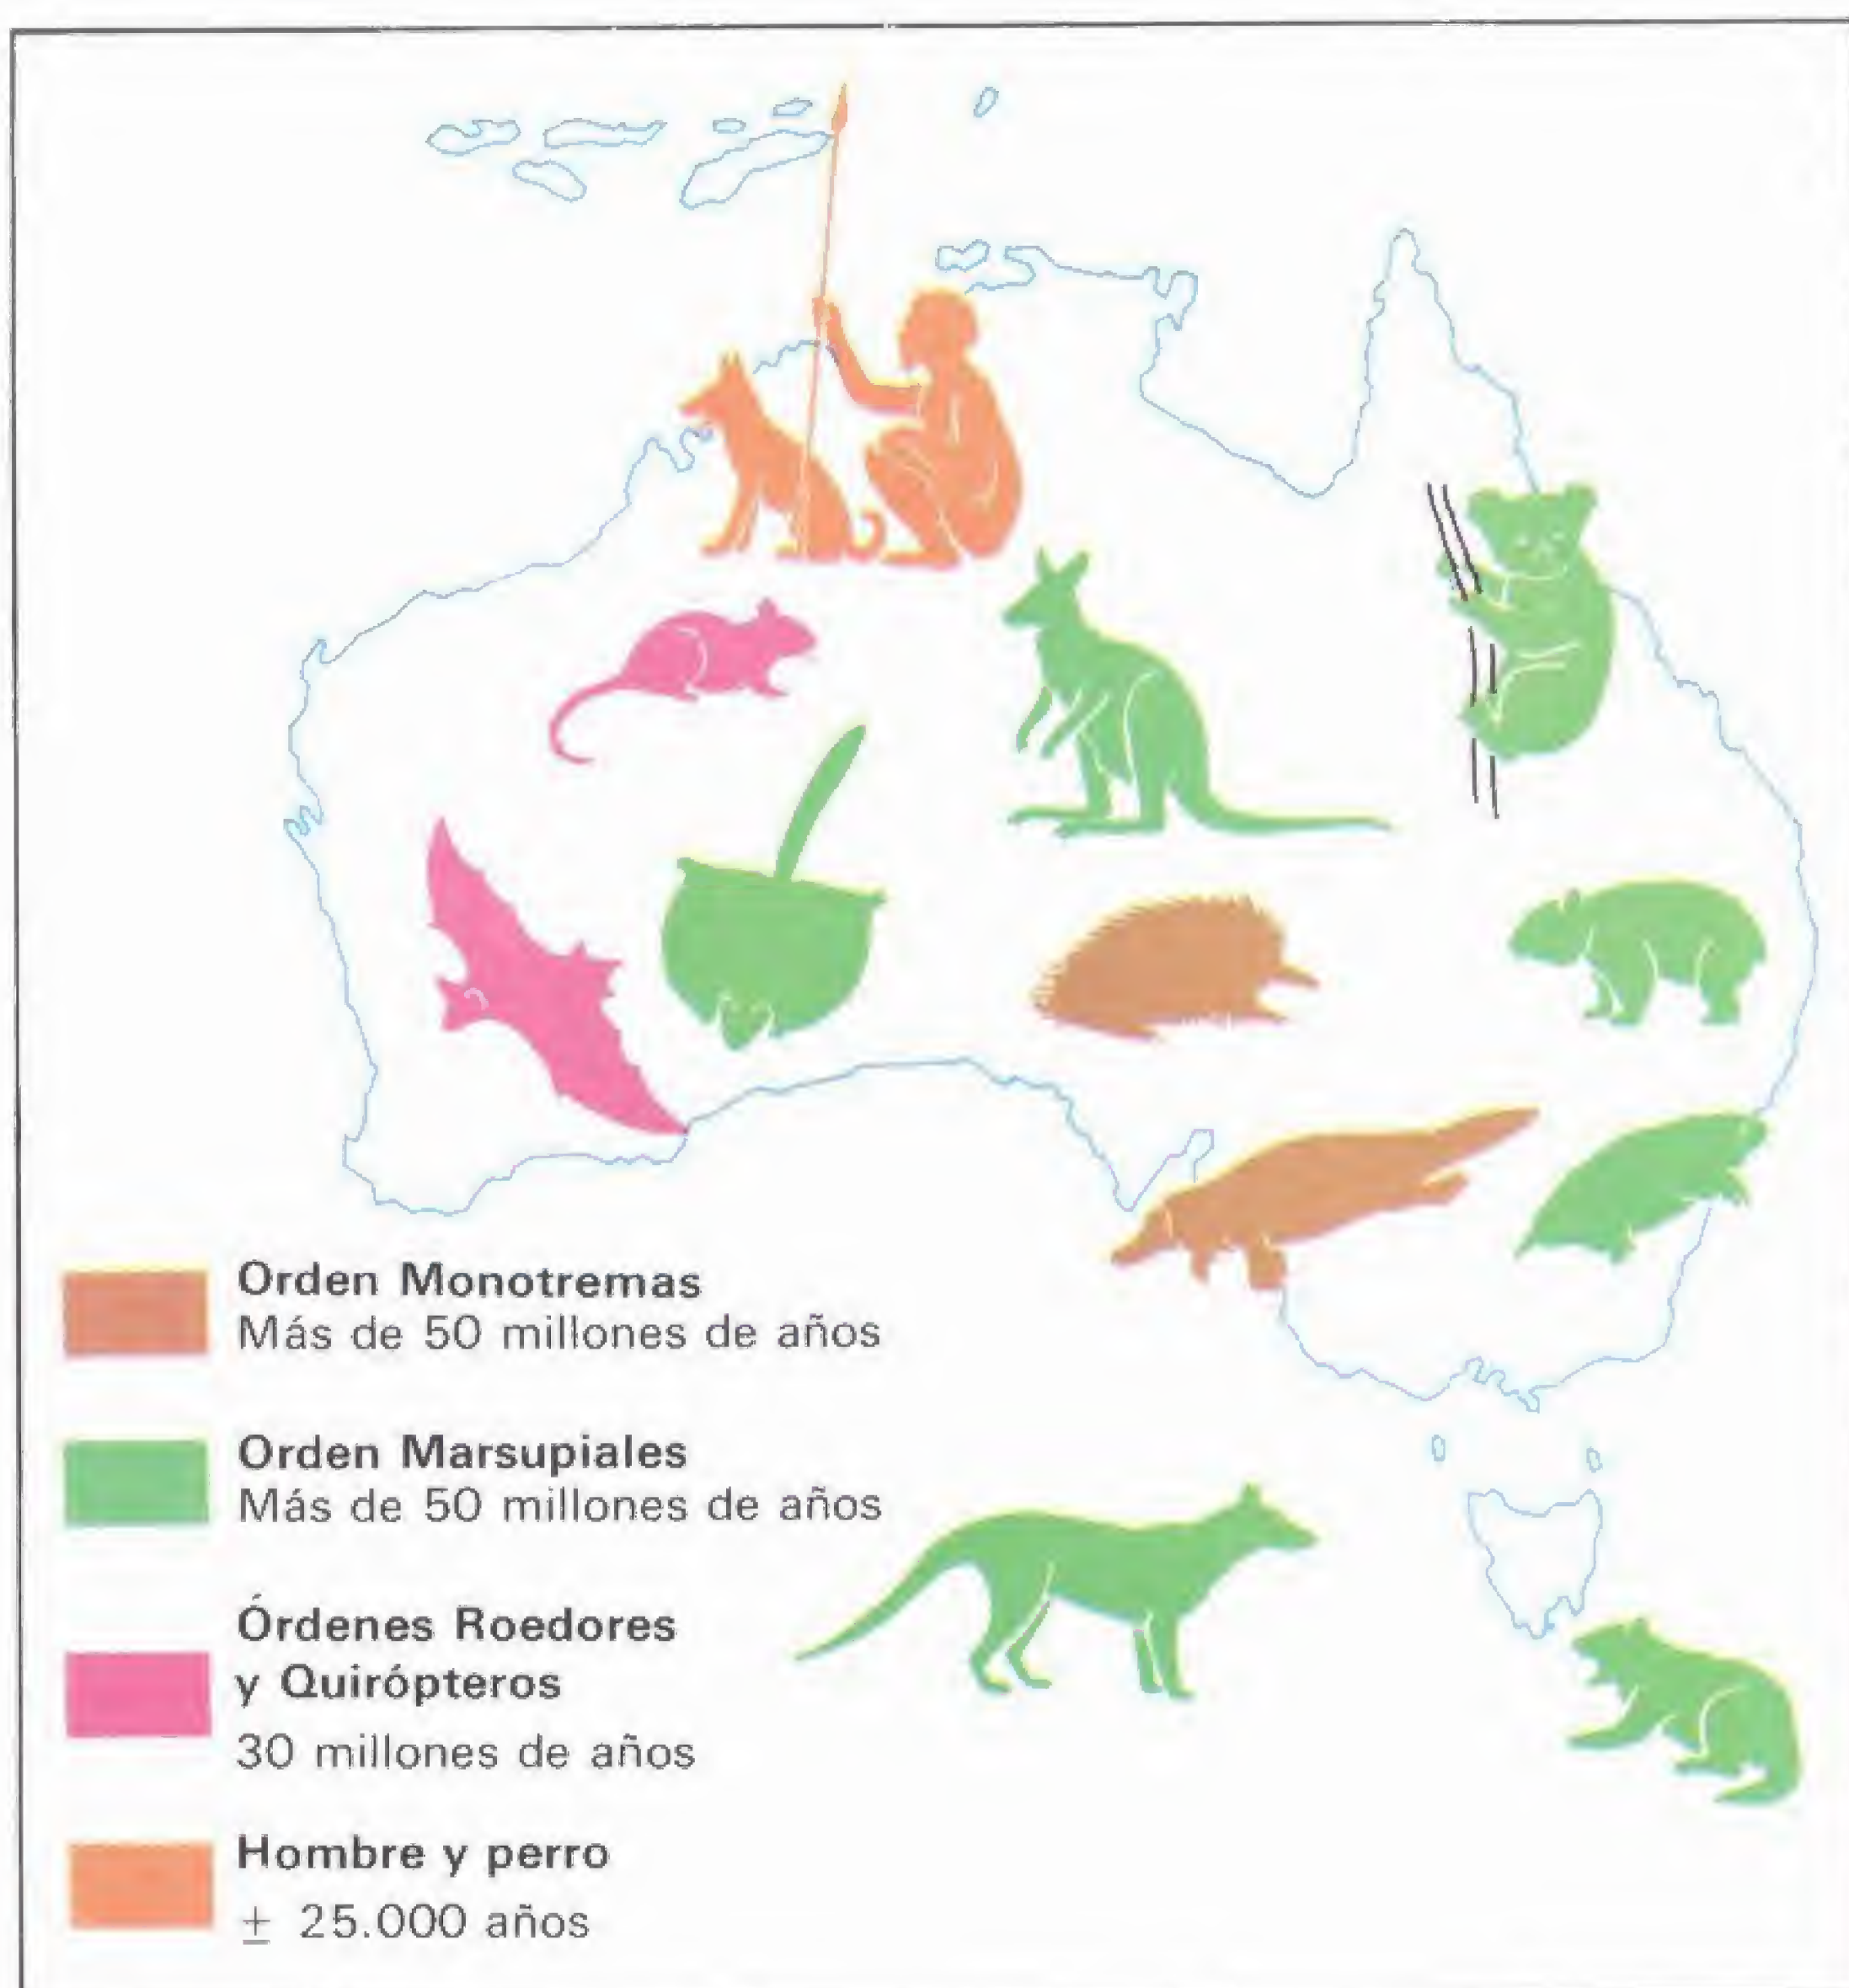 Orden Monotremas
Más de 50 millones de años
Orden Marsupiales
Más de 50 millones de años
Órdenes Roedores
y Quirópteros
30 millones de años
Hombre y perro
± 25.000 años